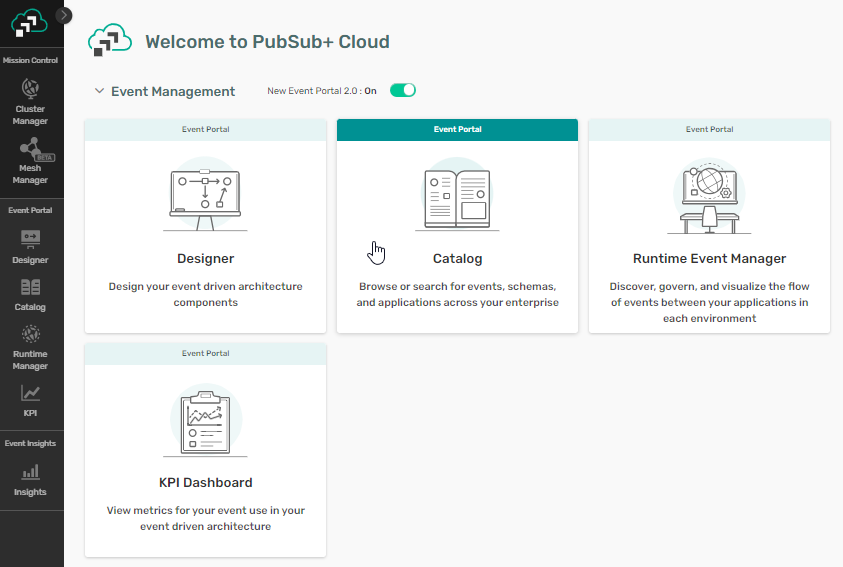 Mission Control
Cluster
Manager
BETA
Mesh
Manager
Event Portal
Designer
Catalog
Runtime
Manager
KPI
Event Insights
Insights
Welcome to PubSub+ Cloud
Event Management
New Event Portal 2.0 : On
Event Portal
Designer
Design your event driven architecture
components
Event Portal
Catalog
Browse or search for events, schemas,
and applications across your enterprise
Event Portal
Runtime Event Manager
Discover, govern, and visualize the flow
of events between your applications in
each environment
Event Portal
KPI Dashboard
View metrics for your event use in your
event driven architecture